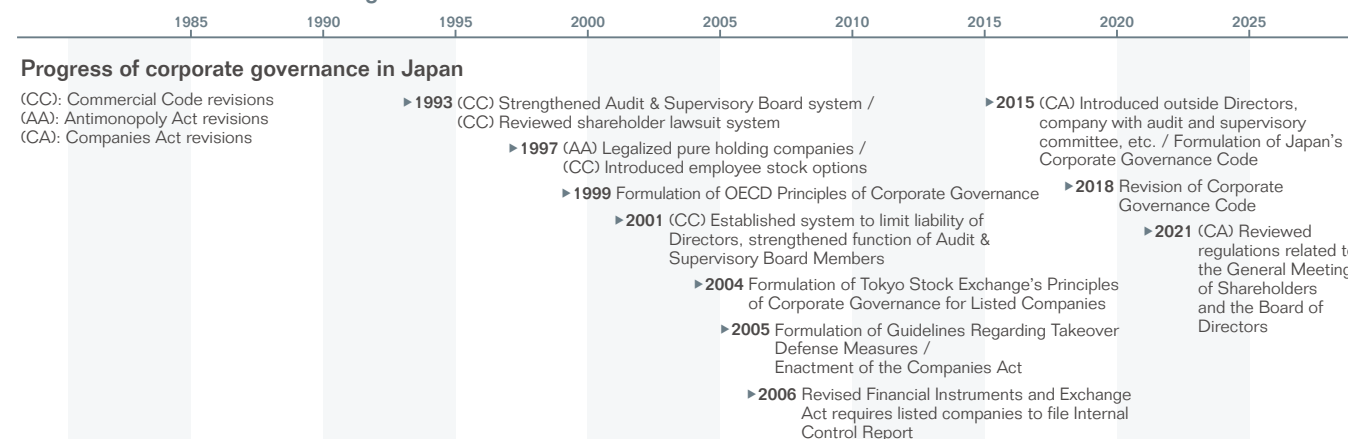 1985 1990 1995 2000 2005 2010 2015 2020 2025
Progress of corporate governance in Japan
(CC): Commercial Code revisions
(AA): Antimonopoly Act revisions
(CA): Companies Act revisions
▶1993 (CC) Strengthened Audit & Supervisory Board system /
(CC) Reviewed shareholder lawsuit system
▶1997 (AA) Legalized pure holding companies /
(CC) Introduced employee stock options
▶1999 Formulation of OECD Principles of Corporate Governance
▶2001 (CC) Established system to limit liability of
Directors, strengthened function of Audit &
Supervisory Board Members
▶2004 Formulation of Tokyo Stock Exchange's Principles
of Corporate Governance for Listed Companies
▶2005 Formulation of Guidelines Regarding Takeover
Defense Measures /
Enactment of the Companies Act
▶2006 Revised Financial Instruments and Exchange
Act requires listed companies to file Internal
Control Report
▶2015 (CA) Introduced outside Directors,
company with audit and supervisory
committee, etc. / Formulation of Japan's
Corporate Governance Code
▶2018 Revision of Corporate
Governance Code
▶2021 (CA) Reviewed
regulations related to
the General Meeting
of Shareholders
and the Board of
Directors